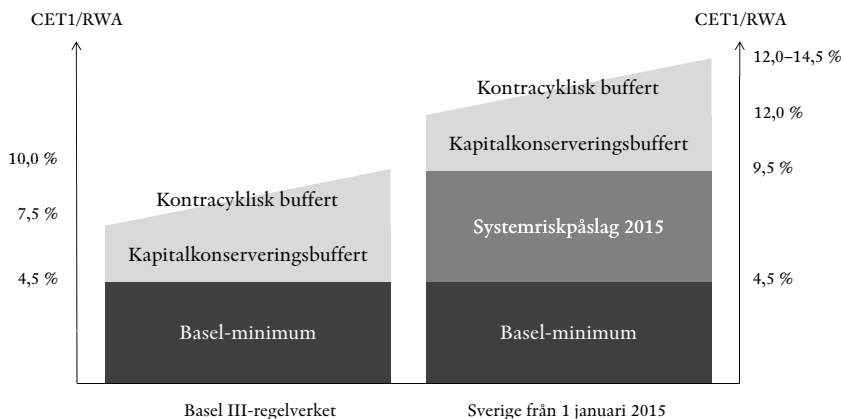 CET1/RWA
CET1/RWA
12,0–14,5 %
Kontracyklisk buffert
12,0 %
Kapitalkonserveringsbuffert
10,0 %
9,5 %
Kontracyklisk buffert
7,5 %
Systemriskpåslag 2015
Kapitalkonserveringsbuffert
4,5 %
4,5 %
Basel-minimum
Basel-minimum
Basel III-regelverket
Sverige från 1 januari 2015